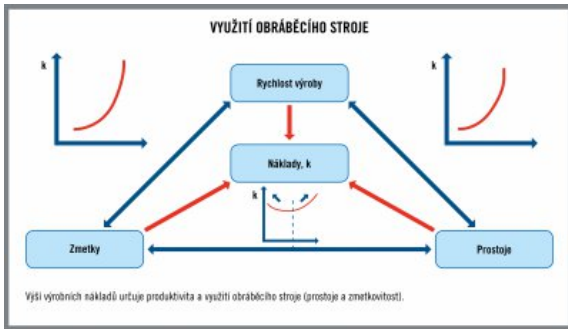 VYUŽITÍ OBRÁBĚCÍHO STROJE
k
k
Rychlost výroby
Náklady, k
k
Zmetky
Prostoje
Výši výrobních nákladů určuje produktivita a využití obráběcího stroje (prostoje a zmetkovitost).